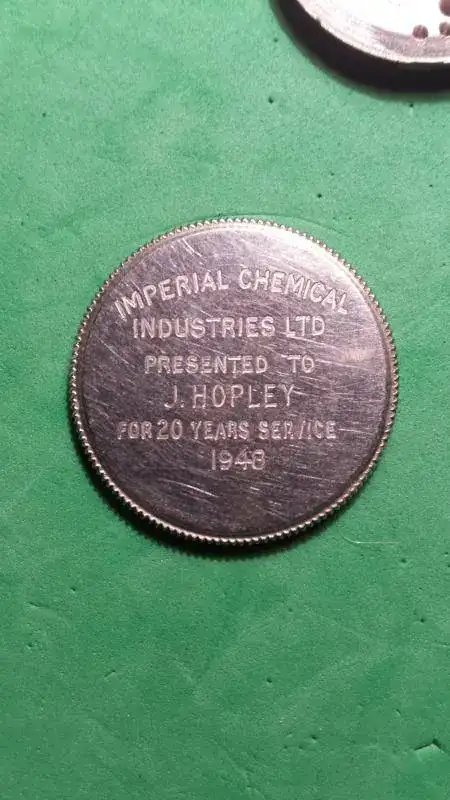 IMPERIAL CHEMICAL
INDUSTRIES LTD
PRESENTED TO
J. HOPLEY
FOR 20 YEARS SERVICE
1948